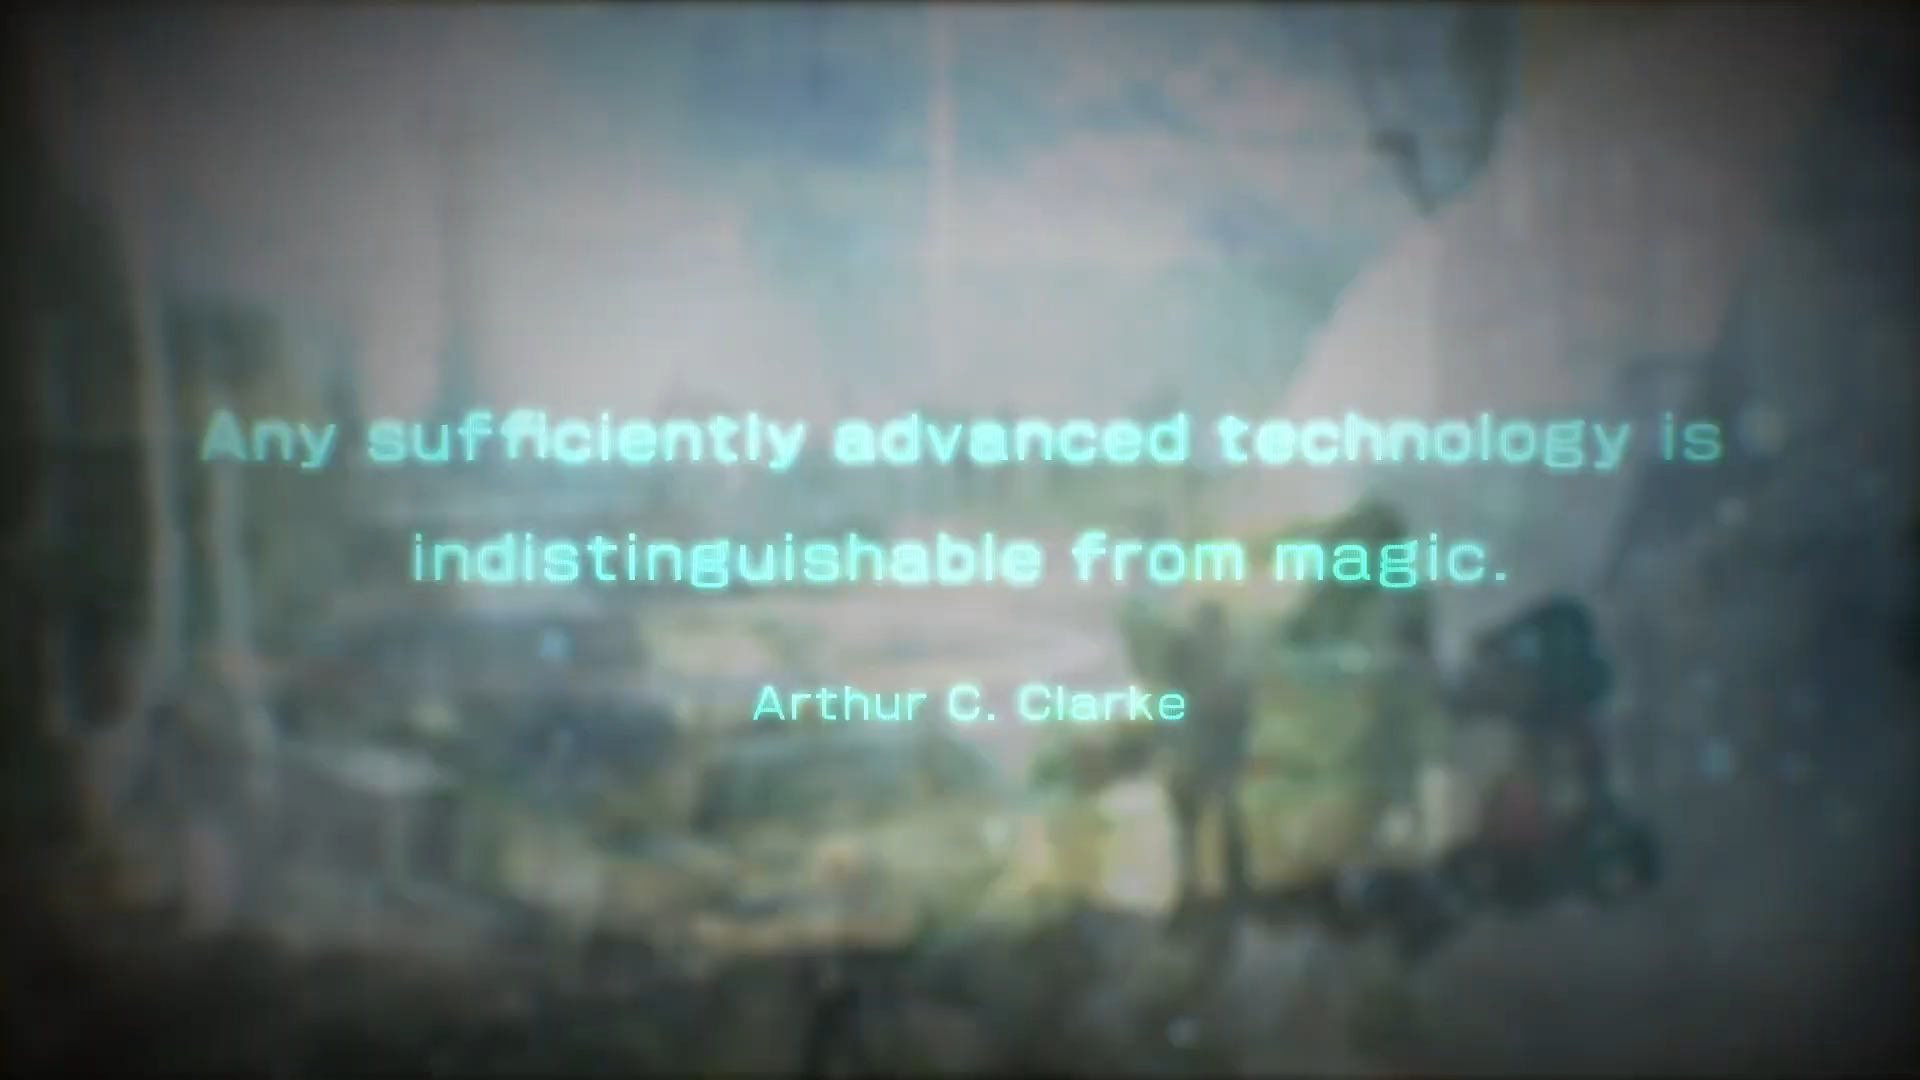 Any sufficiently advanced technology is
indistinguishable from magic.
Arthur C. Clarke